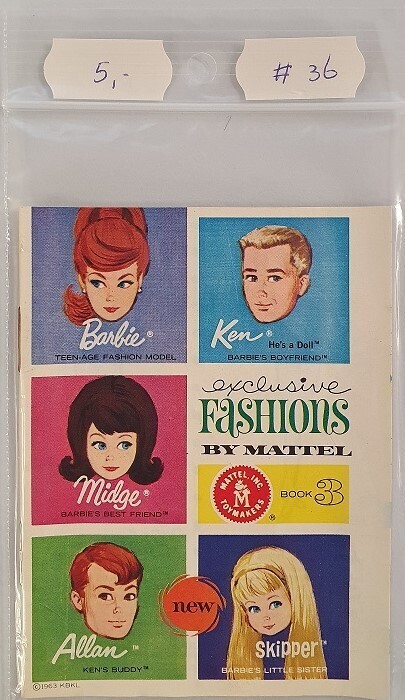 5,-
# 36
Barbie®
TEEN-AGE FASHION MODEL
Ken® He's a Doll™
BARBIE'S BOYFRIEND™
exclusive
FASHIONS
BY MATTEL
Midge®
BARBIE'S BEST FRIEND™
MATTEL, INC.
M
TOYMAKERS
®
BOOK 3
Allan™
KEN'S BUDDY™
new
Skipper™
BARBIE'S LITTLE SISTER
©1963 KBKL